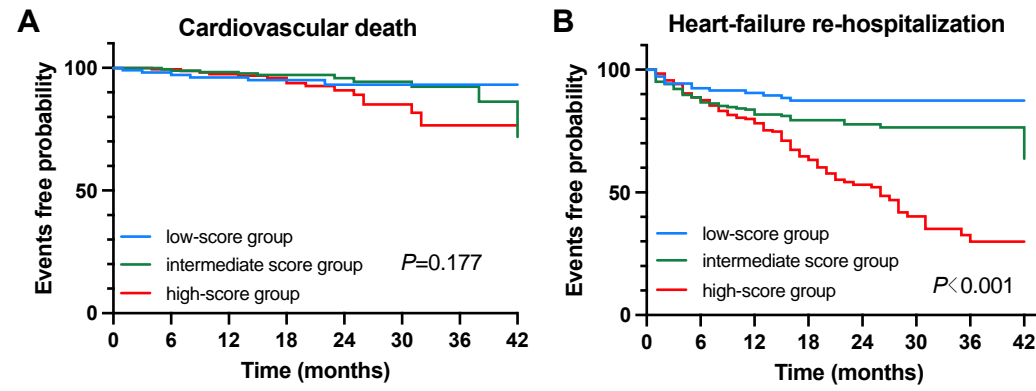 A
Cardiovascular death
Events free probability
100
50
0
low-score group
intermediate score group
high-score group
P=0.177
0 6 12 18 24 30 36 42
Time (months)
B
Heart-failure re-hospitalization
Events free probability
100
50
0
low-score group
intermediate score group
high-score group
P<0.001
0 6 12 18 24 30 36 42
Time (months)